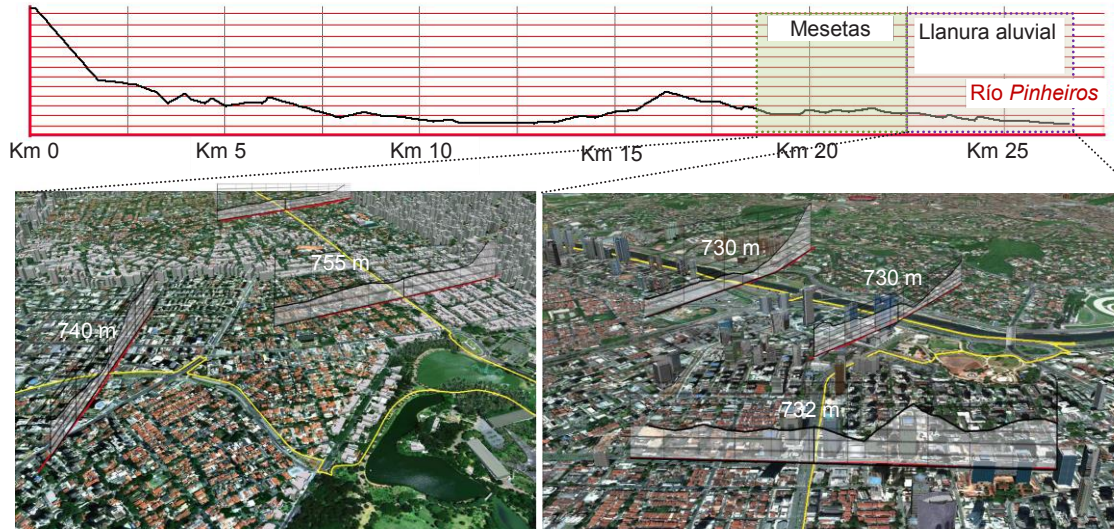 Mesetas
Llanura aluvial
Río Pinheiros
Km 0
Km 5
Km 10
Km 15
Km 20
Km 25
755 m
740 m
730 m
730 m
732 m